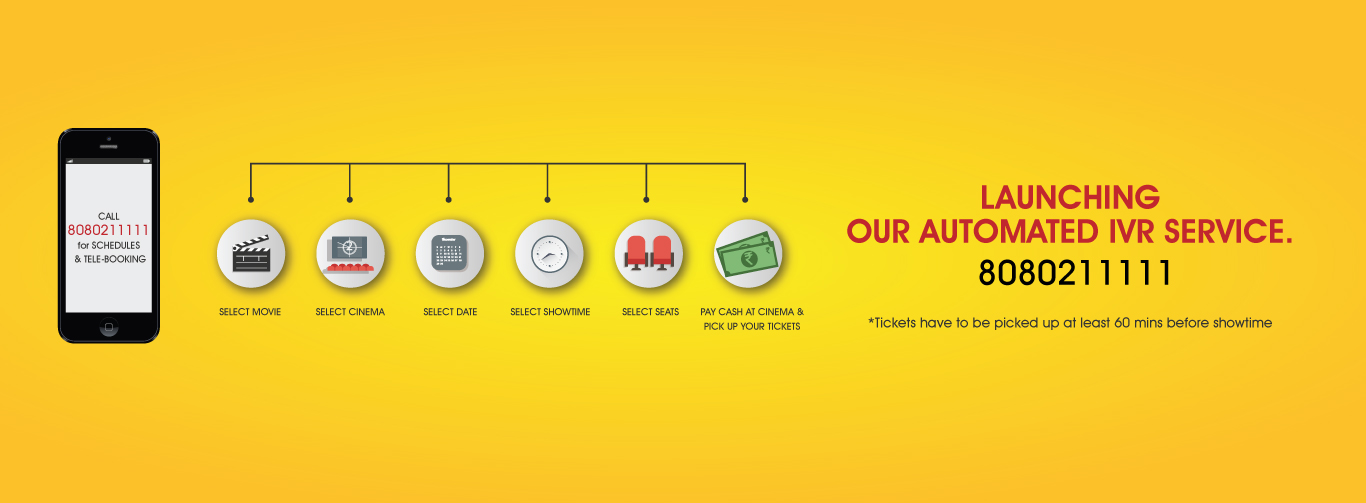 CALL
8080211111
for SCHEDULES
& TELE-BOOKING
SELECT MOVIE
SELECT CINEMA
SELECT DATE
SELECT SHOWTIME
SELECT SEATS
PAY CASH AT CINEMA &
PICK UP YOUR TICKETS
LAUNCHING
OUR AUTOMATED IVR SERVICE.
8080211111
*Tickets have to be picked up at least 60 mins before showtime